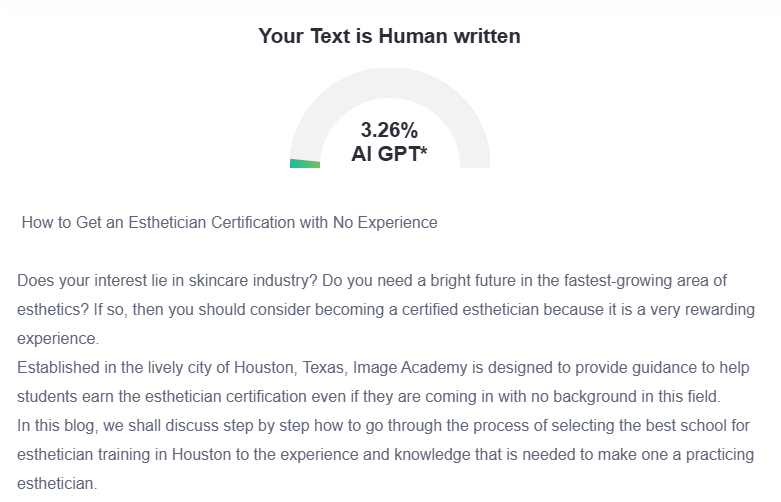 Your Text is Human written
3.26%
AI GPT*
How to Get an Esthetician Certification with No Experience
Does your interest lie in skincare industry? Do you need a bright future in the fastest-growing area of
esthetics? If so, then you should consider becoming a certified esthetician because it is a very rewarding
experience.
Established in the lively city of Houston, Texas, Image Academy is designed to provide guidance to help
students earn the esthetician certification even if they are coming in with no background in this field.
In this blog, we shall discuss step by step how to go through the process of selecting the best school for
esthetician training in Houston to the experience and knowledge that is needed to make one a practicing
esthetician.